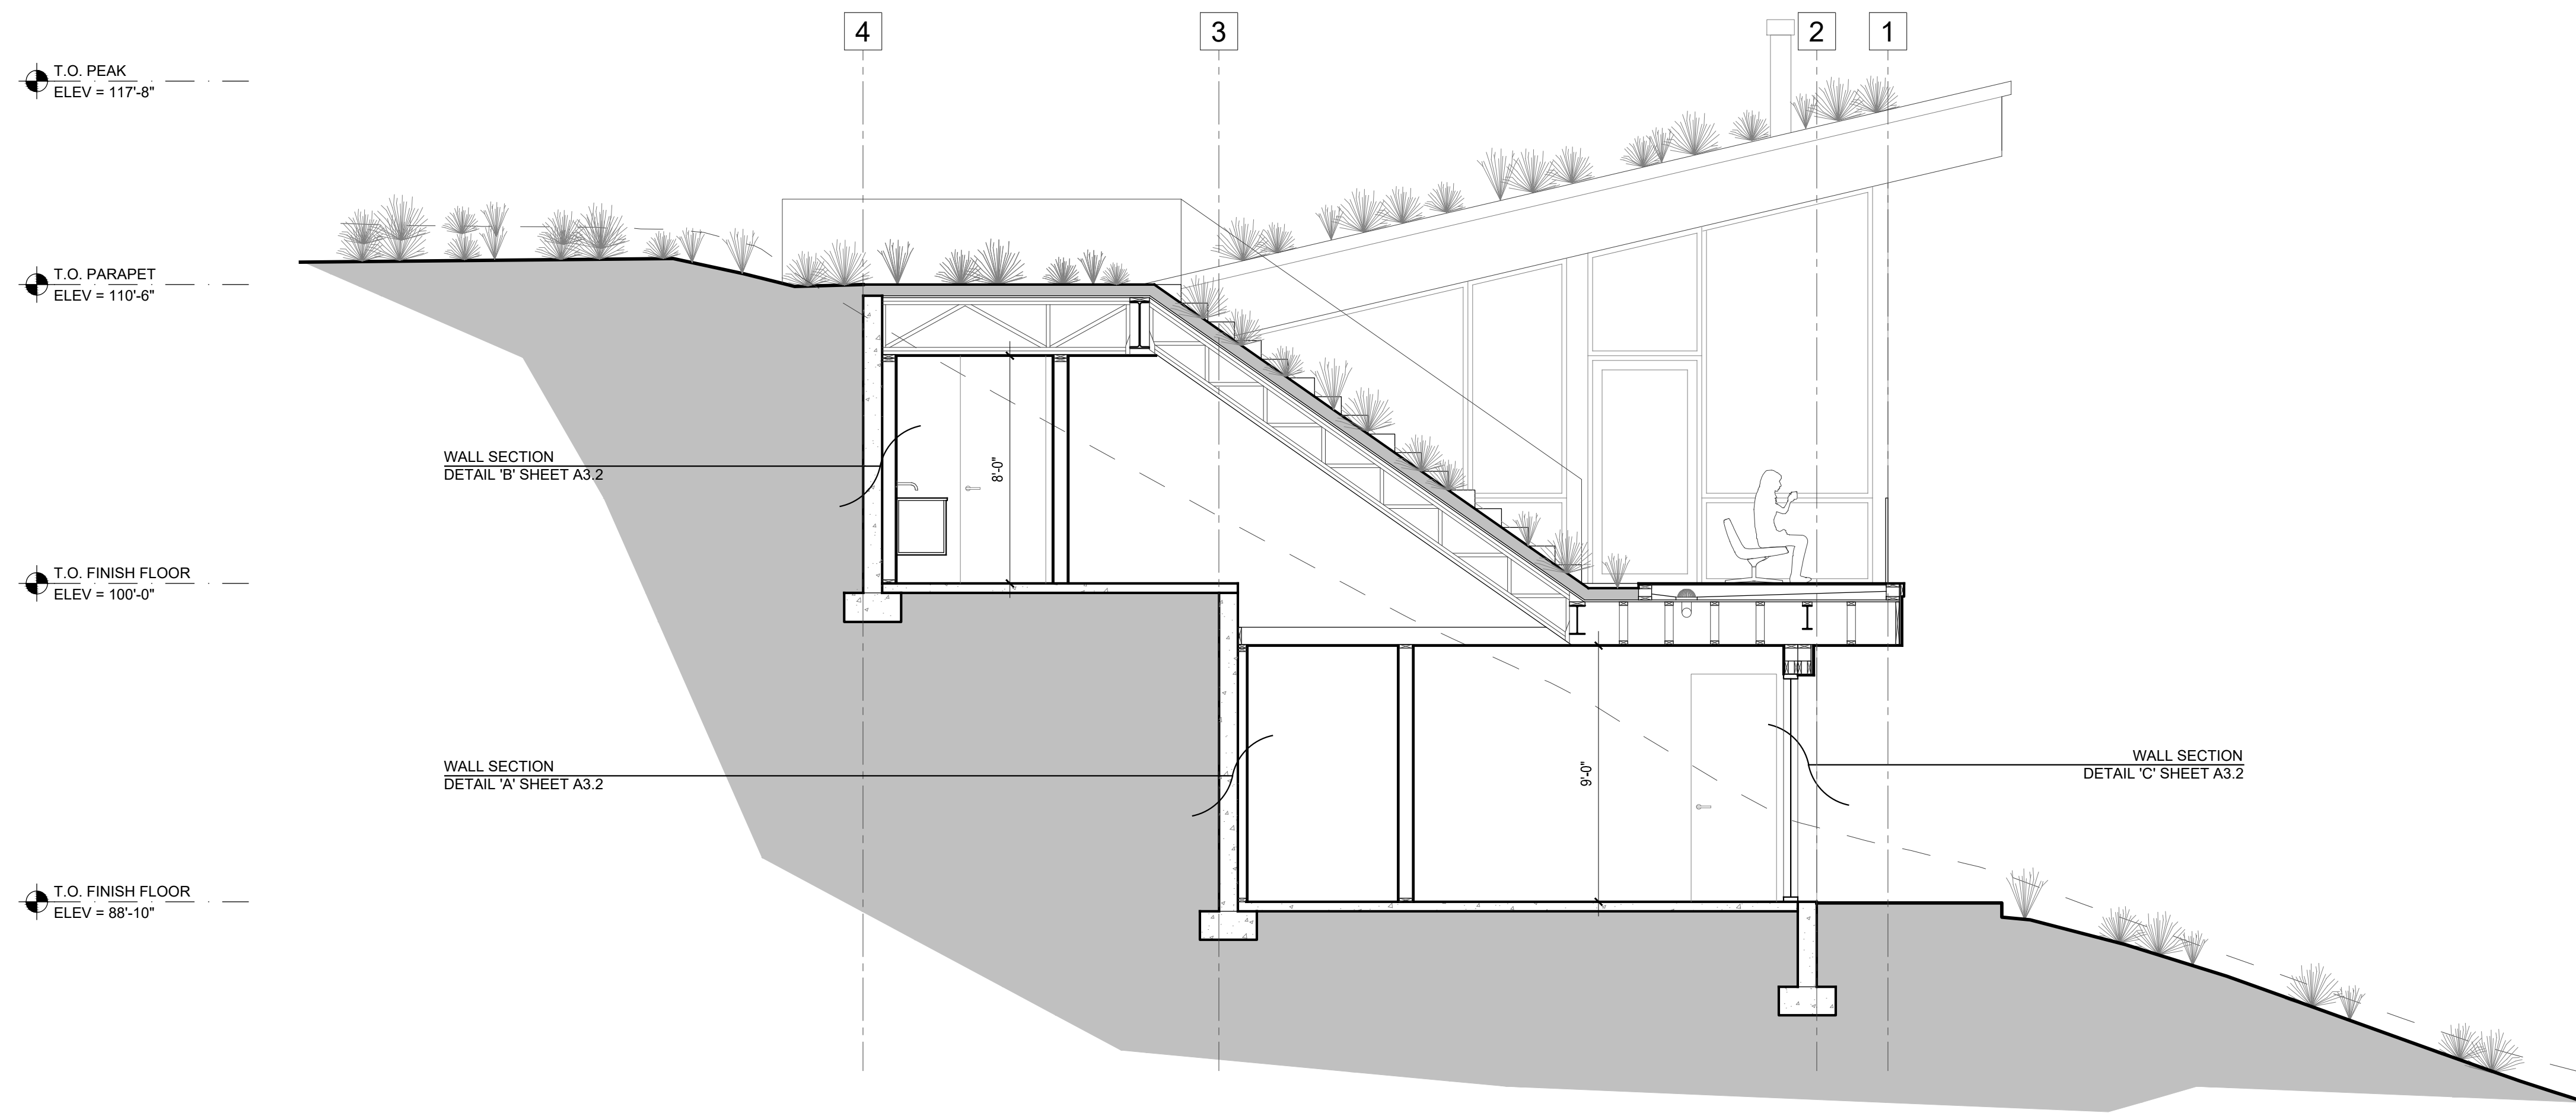 4
3
2
1
T.O. PEAK
ELEV = 117'-8"
T.O. PARAPET
ELEV = 110'-6"
WALL SECTION
DETAIL 'B' SHEET A3.2
8'-0"
T.O. FINISH FLOOR
ELEV = 100'-0"
WALL SECTION
DETAIL 'A' SHEET A3.2
9'-0"
WALL SECTION
DETAIL 'C' SHEET A3.2
T.O. FINISH FLOOR
ELEV = 88'-10"